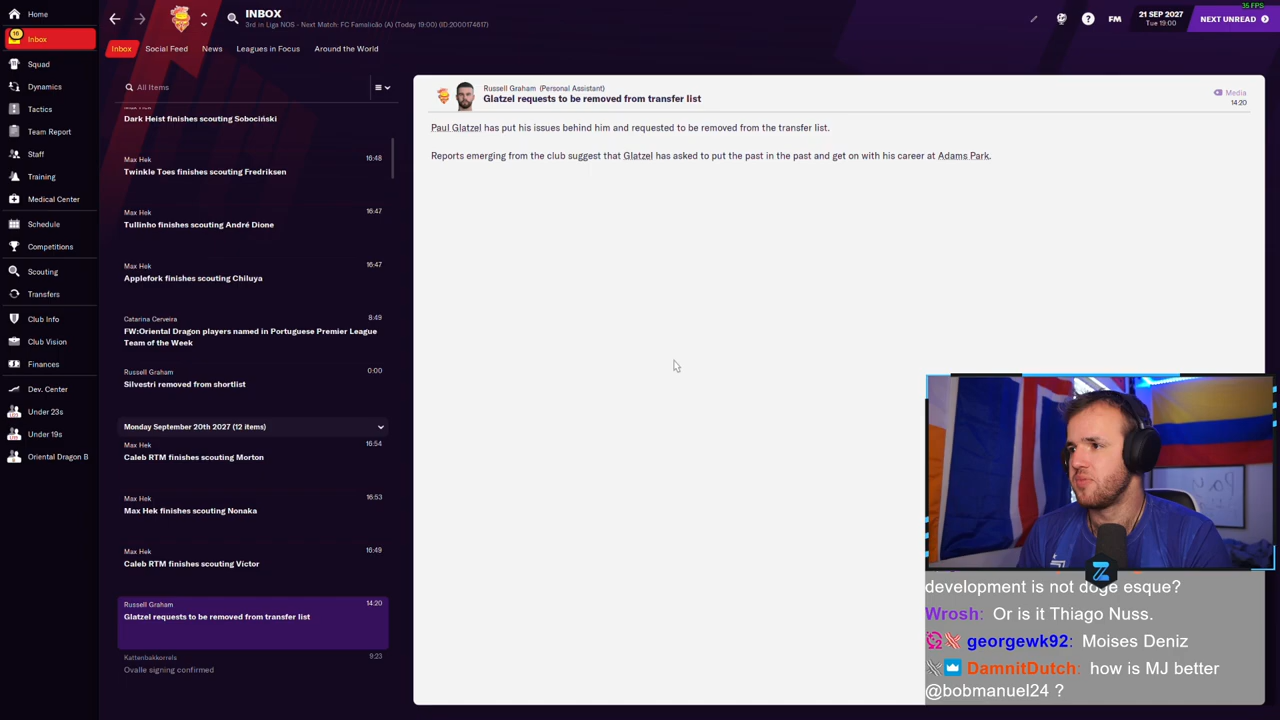 Home
16
Inbox
Squad
Dynamics
Tactics
Team Report
Staff
Training
Medical Center
Schedule
Competitions
Scouting
Transfers
Club Info
Club Vision
Finances
Dev. Center
Under 23s
Under 19s
Oriental Dragon B
INBOX
3rd in Liga NOS - Next Match: FC Famalicão (A) (Today 19:00) (ID:2000174617)
35 FPS
FM
21 SEP 2027
Tue 19:00
NEXT UNREAD
Inbox
Social Feed
News
Leagues in Focus
Around the World
All Items
Max Hek
Dark Heist finishes scouting Sobociński
Max Hek 16:48
Twinkle Toes finishes scouting Fredriksen
Max Hek 16:47
Tullinho finishes scouting André Dione
Max Hek 16:47
Applefork finishes scouting Chiluya
Catarina Cerveira 8:49
FW:Oriental Dragon players named in Portuguese Premier League
Team of the Week
Russell Graham 0:00
Silvestri removed from shortlist
Monday September 20th 2027 (12 items)
Max Hek 16:54
Caleb RTM finishes scouting Morton
Max Hek 16:53
Max Hek finishes scouting Nonaka
Max Hek 16:49
Caleb RTM finishes scouting Víctor
Russell Graham 14:20
Glatzel requests to be removed from transfer list
Kattanbakkorrels 9:23
Ovalle signing confirmed
Russell Graham (Personal Assistant)
Glatzel requests to be removed from transfer list
Media
14:20
Paul Glatzel has put his issues behind him and requested to be removed from the transfer list.
Reports emerging from the club suggest that Glatzel has asked to put the past in the past and get on with his career at Adams Park.
development is not doge esque?
Wrosh: Or is it Thiago Nuss.
georgewk92: Moises Deniz
DamnitDutch: how is MJ better
@bobmanuel24 ?